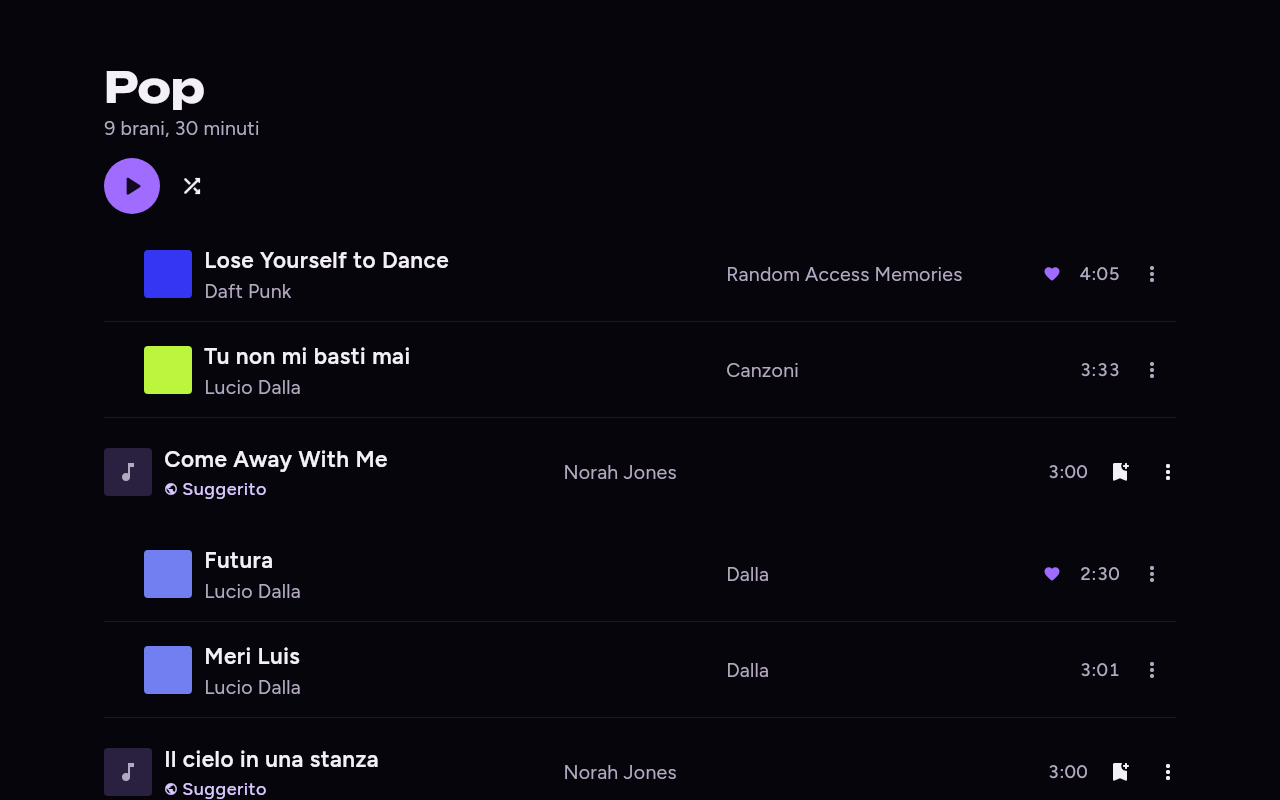 Pop
9 brani, 30 minuti
Lose Yourself to Dance
Daft Punk
Random Access Memories
4:05
Tu non mi basti mai
Lucio Dalla
Canzoni
3:33
Come Away With Me
Suggerito
Norah Jones
3:00
Futura
Lucio Dalla
Dalla
2:30
Meri Luis
Lucio Dalla
Dalla
3:01
Il cielo in una stanza
Suggerito
Norah Jones
3:00